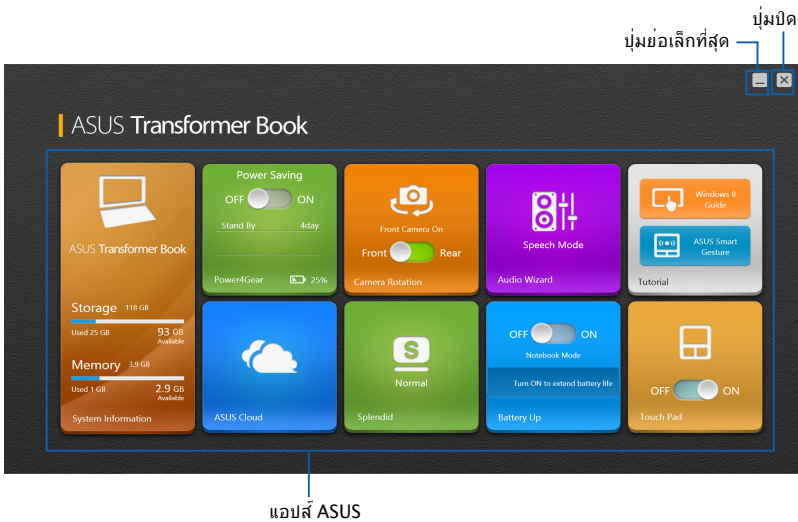 ปุ่มปิด
ปุ่มย่อเล็กที่สุด
ASUS Transformer Book
ASUS Transformer Book
Storage 118 GB
Used 25 GB 93 GB
Available
Memory 3.9 GB
Used 1 GB 2.9 GB
Available
System Information
Power Saving
OFF ON
Stand By 4day
Power4Gear 25%
Front Camera On
Front Rear
Camera Rotation
Speech Mode
Audio Wizard
Windows 8
Guide
ASUS Smart
Gesture
Tutorial
ASUS Cloud
S
Normal
Splendid
OFF ON
Notebook Mode
Turn ON to extend battery life
Battery Up
OFF ON
Touch Pad
แอปส์ ASUS